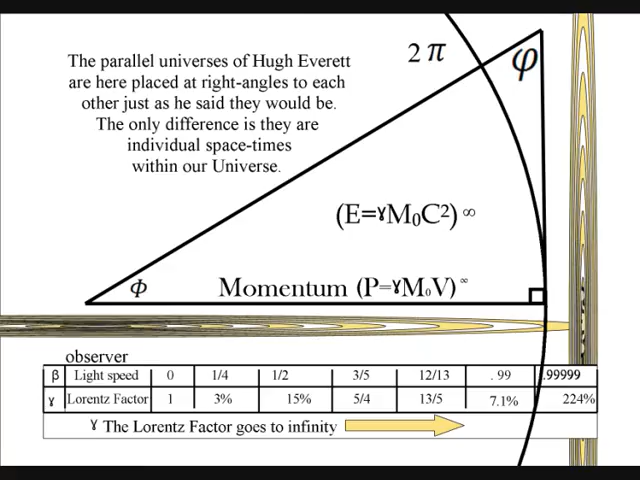 The parallel universes of Hugh Everett
are here placed at right-angles to each
other just as he said they would be.
The only difference is they are
individual space-times
within our Universe.
2 π
φ
(E=ɤM₀C²) ∞
Φ
Momentum (P=ɤM₀V) ∞
observer
β Light speed 0 1/4 1/2 3/5 12/13 . 99 .99999
ɤ Lorentz Factor 1 3% 15% 5/4 13/5 7.1% 224%
ɤ The Lorentz Factor goes to infinity